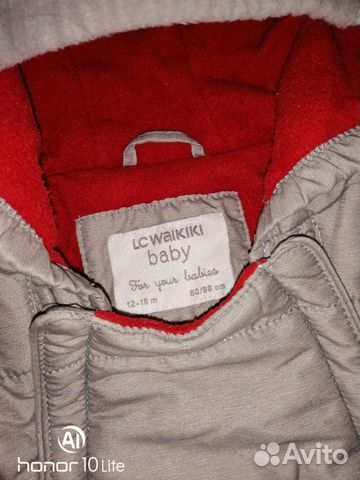 LC WAIKIKI
baby
For your babies
12-18 m 80/86 cm
AI
honor 10 Lite
Avito